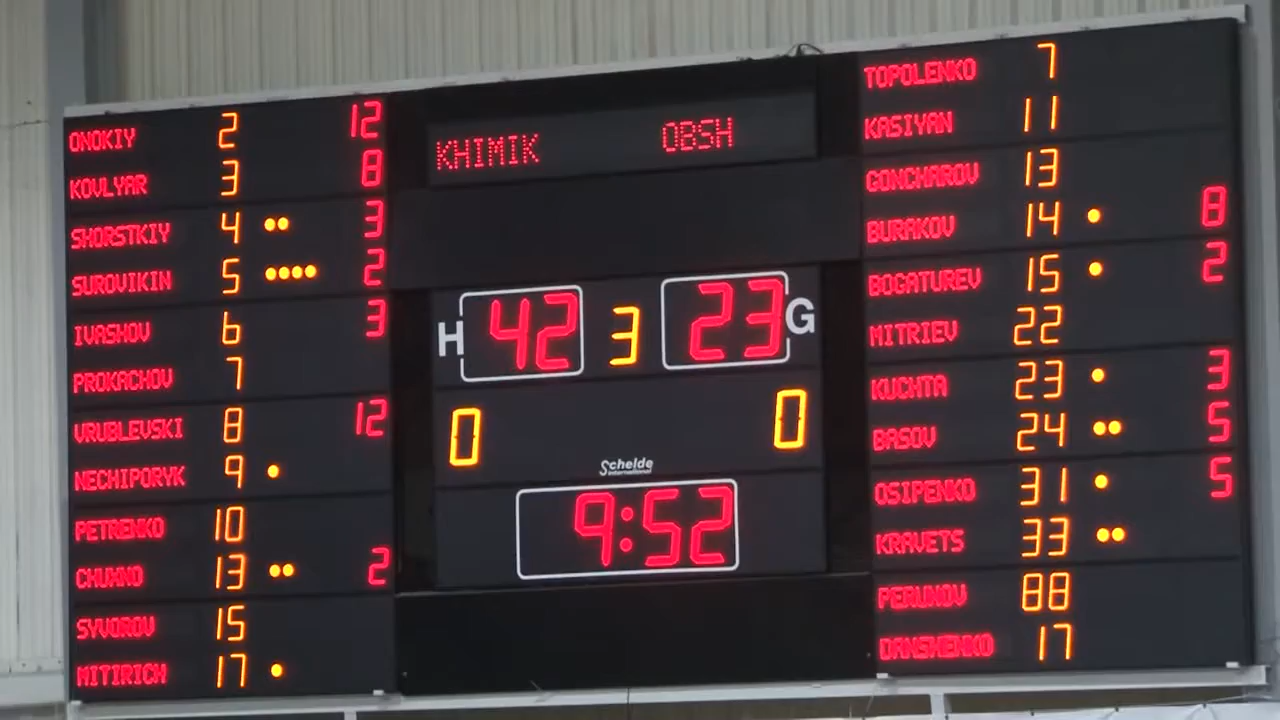 ONOKIY 2 12
KOVLYAR 3 8
SHORSTKIY 4 3
SUROVIKIN 5 2
IVASHOV 6 3
PROKACHOV 7
VRUBLEVSKI 8 12
NECHIPORYK 9
PETRENKO 10
CHUHNO 13 2
SYVOROV 15
MITIRICH 17
KHIMIK OBSH
H 42 3 23 G
0 0
Schelde
international
9:52
TOPOLENKO 7
KASIYAN 11
GONCHAROV 13
BURAKOV 14 8
BOGATUREV 15 2
MITRIEV 22
KUCHTA 23 3
BASOV 24 5
OSIPENKO 31 5
KRAVETS 33
PERUNOV 88
17